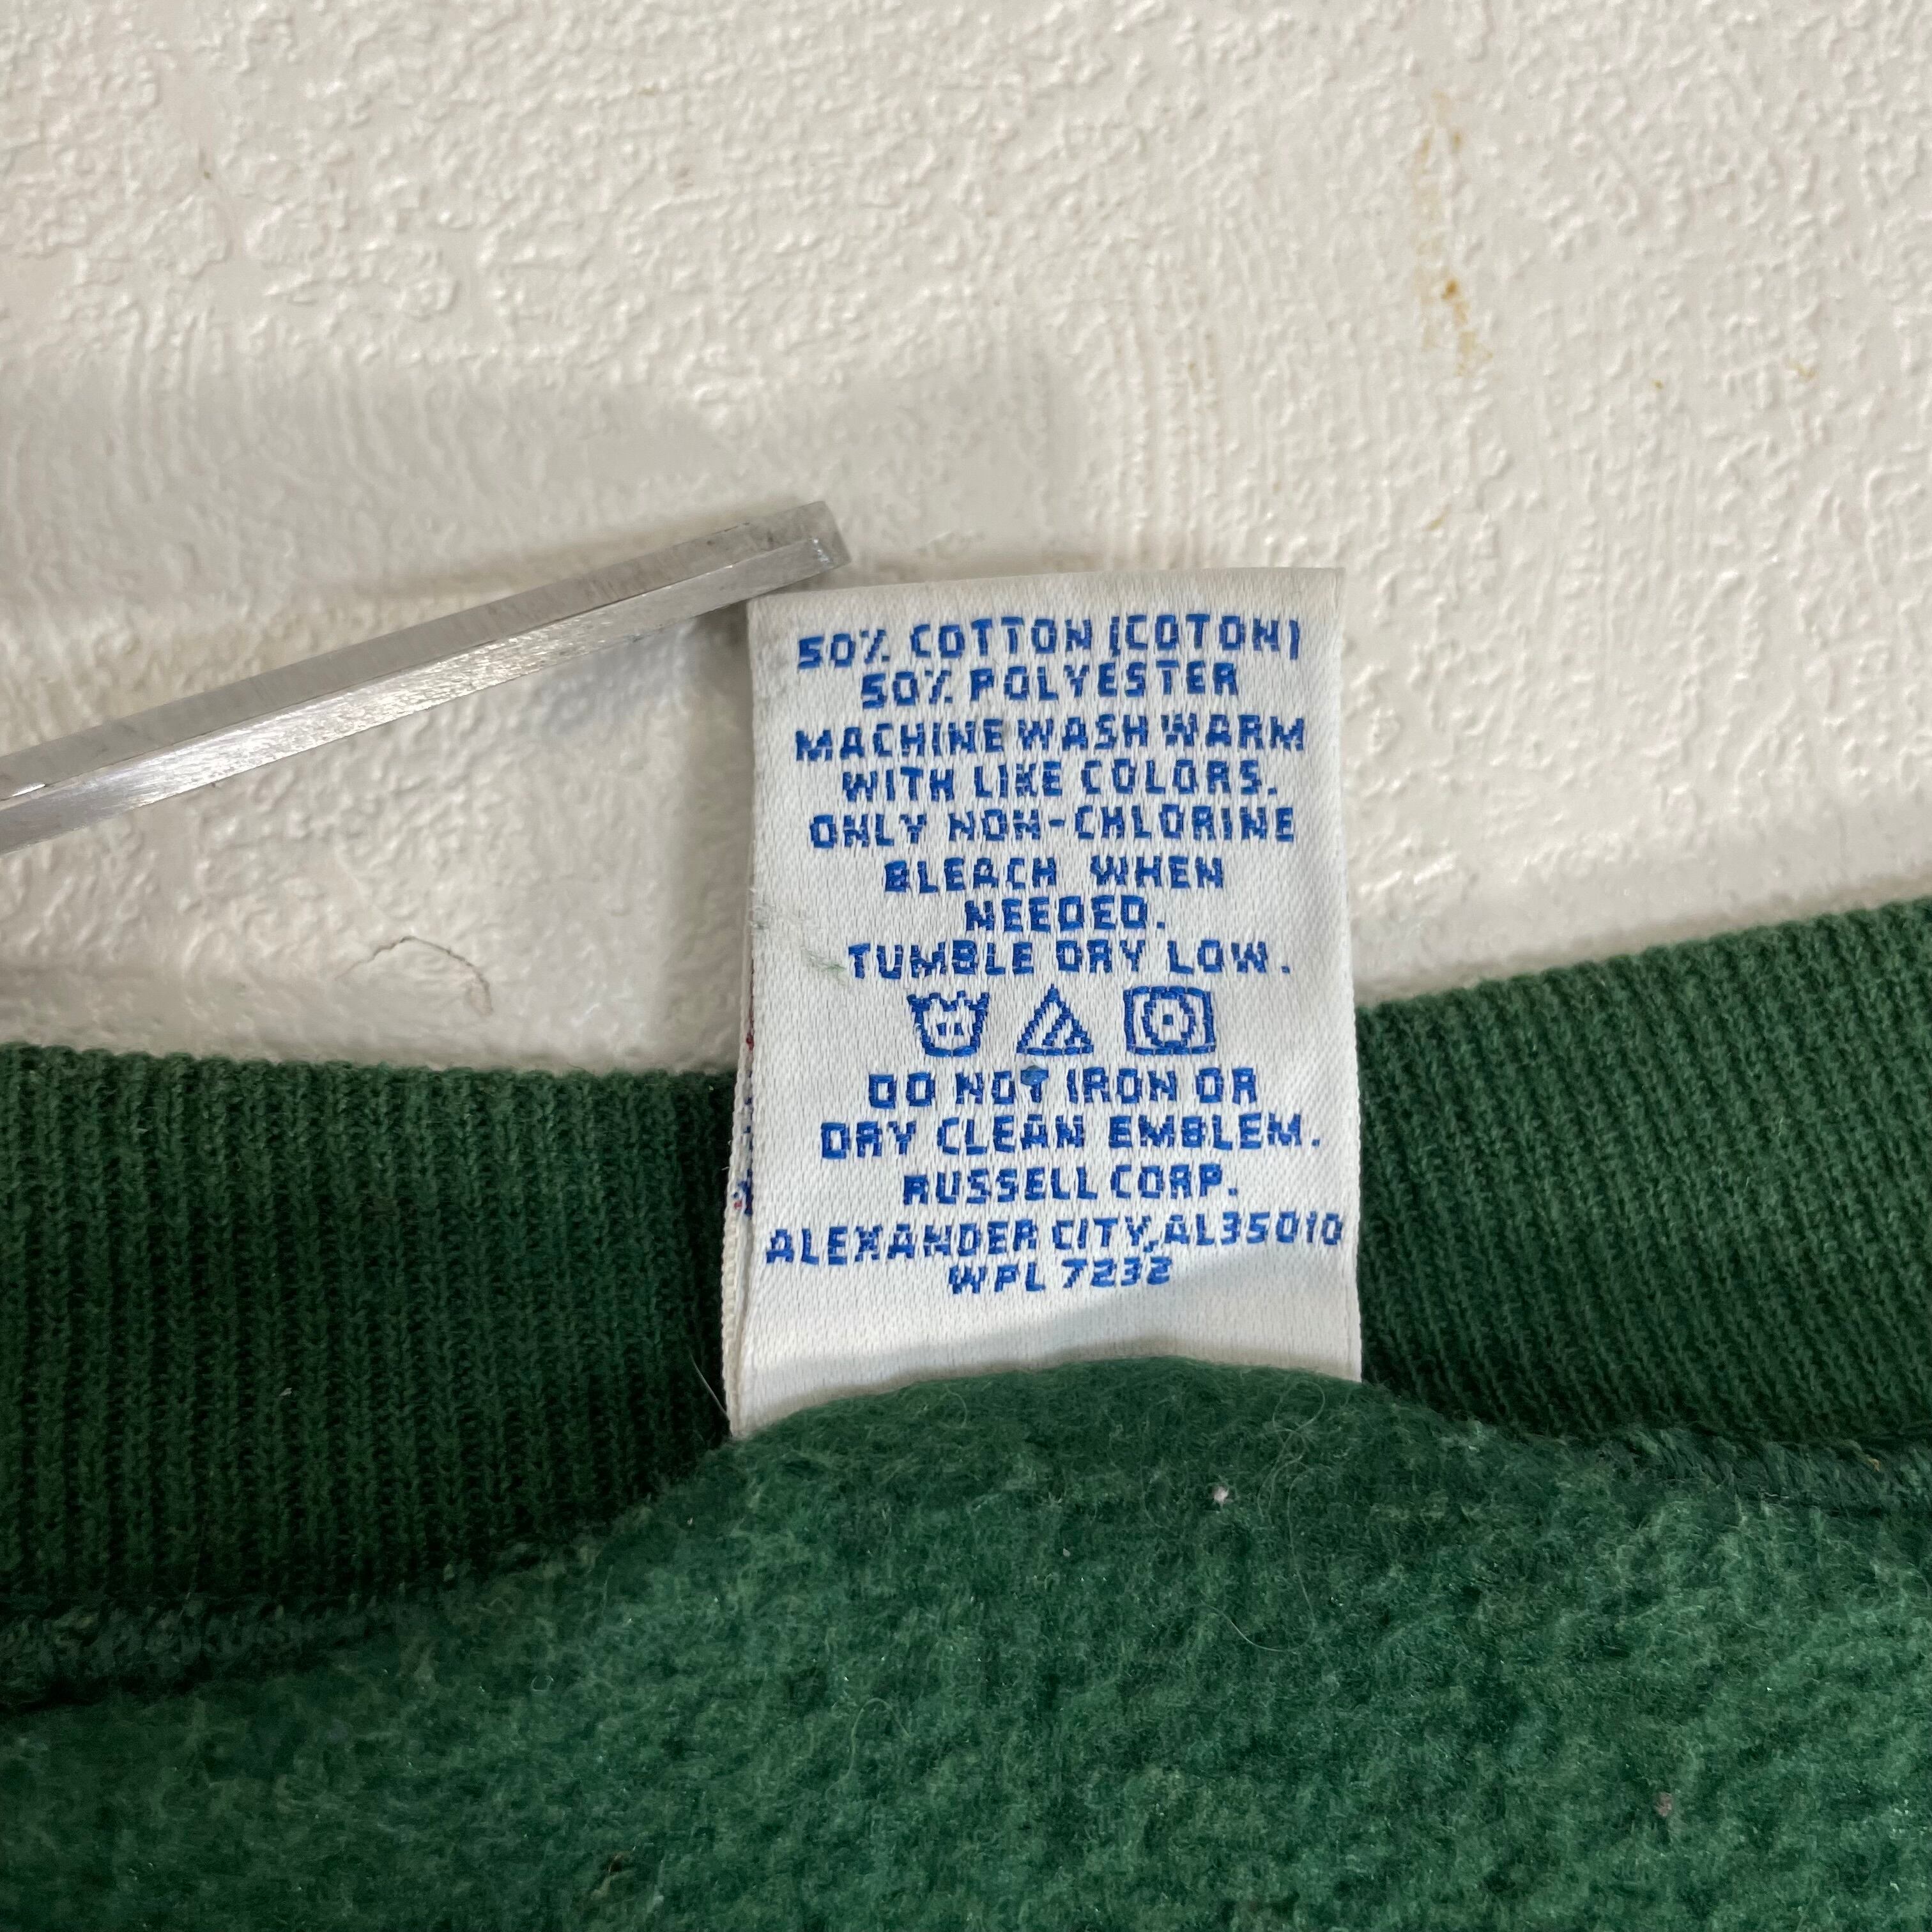 50% COTTON (COTON)
50% POLYESTER
MACHINE WASH WARM
WITH LIKE COLORS.
ONLY NON-CHLORINE
BLEACH WHEN
NEEDED.
TUMBLE DRY LOW.
DO NOT IRON OR
DRY CLEAN EMBLEM.
RUSSELL CORP.
ALEXANDER CITY,AL35010
WPL 7232